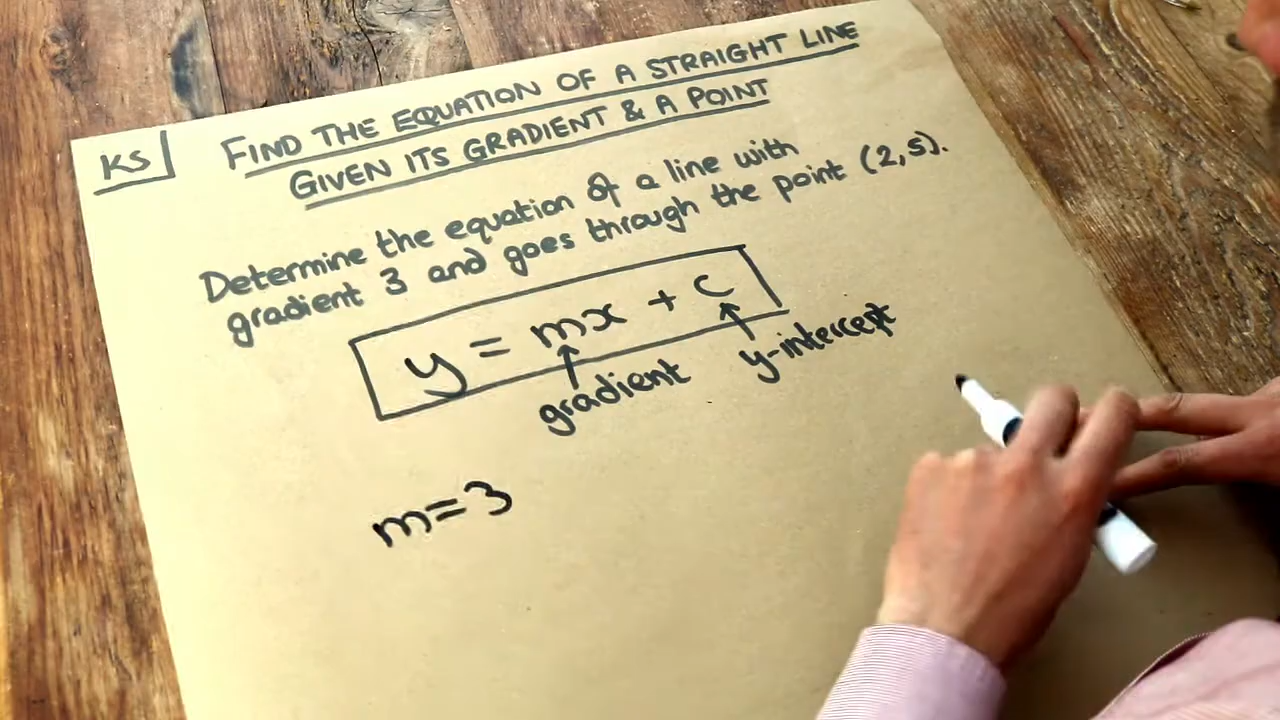 KS
FIND THE EQUATION OF A STRAIGHT LINE
GIVEN ITS GRADIENT & A POINT
Determine the equation of a line with
gradient 3 and goes through the point (2,5).
y = mx + c
gradient
y-intercept
m=3